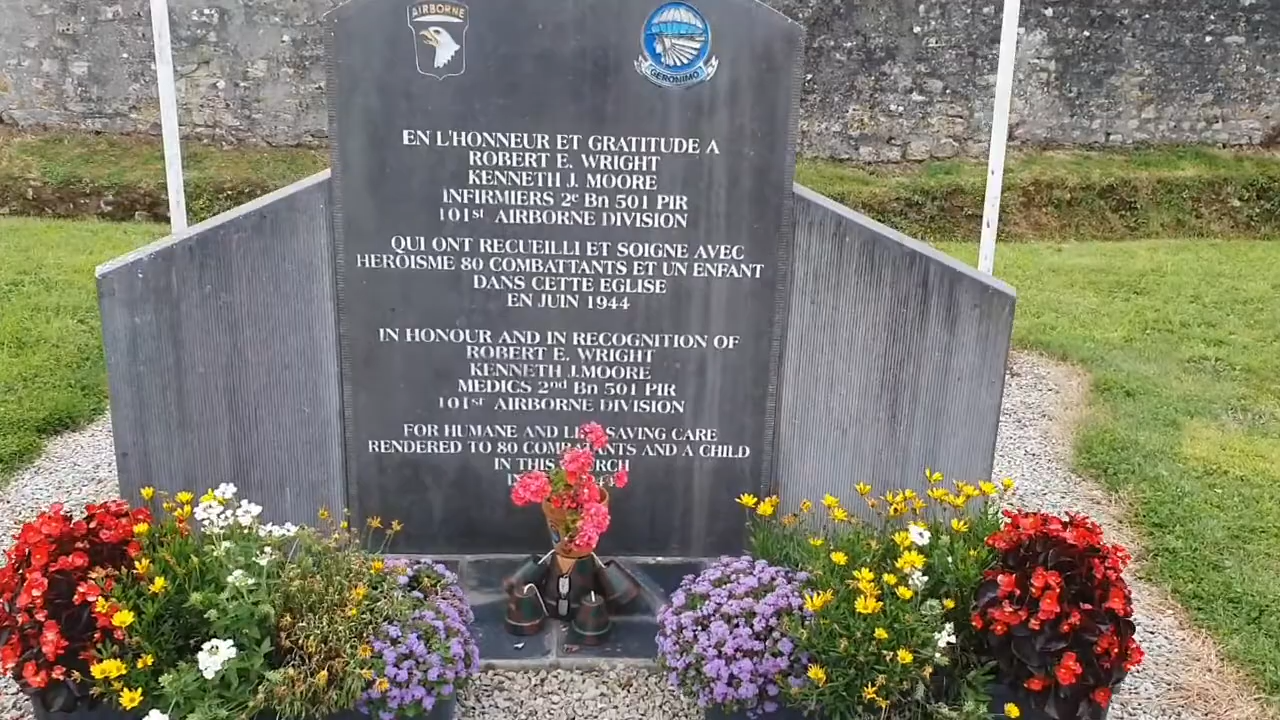 AIRBORNE
GERONIMO
EN L'HONNEUR ET GRATITUDE A
ROBERT E. WRIGHT
KENNETH J. MOORE
INFIRMIERS 2e Bn 501 PIR
101st AIRBORNE DIVISION
QUI ONT RECUEILLI ET SOIGNE AVEC
HEROISME 80 COMBATTANTS ET UN ENFANT
DANS CETTE EGLISE
EN JUIN 1944
IN HONOUR AND IN RECOGNITION OF
ROBERT E. WRIGHT
KENNETH J.MOORE
MEDICS 2nd Bn 501 PIR
101st AIRBORNE DIVISION
FOR HUMANE AND SAVING CARE
RENDERED TO 80 AND A CHILD
IN THIS